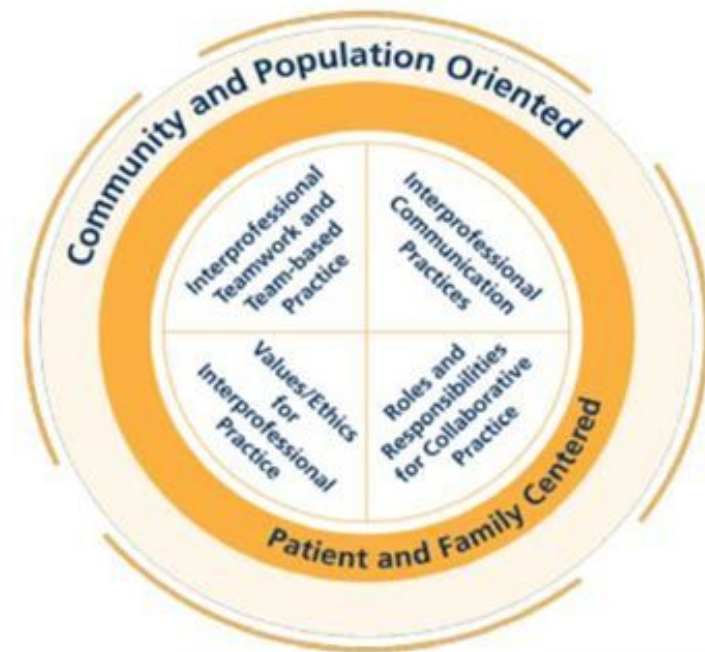 Community and Population Oriented
Interprofessional
Teamwork and
Team-based
Practice
Interprofessional
Communication
Practices
Values/Ethics
for
Interprofessional
Practice
Roles and
Responsibilities
for Collaborative
Practice
Patient and Family Centered